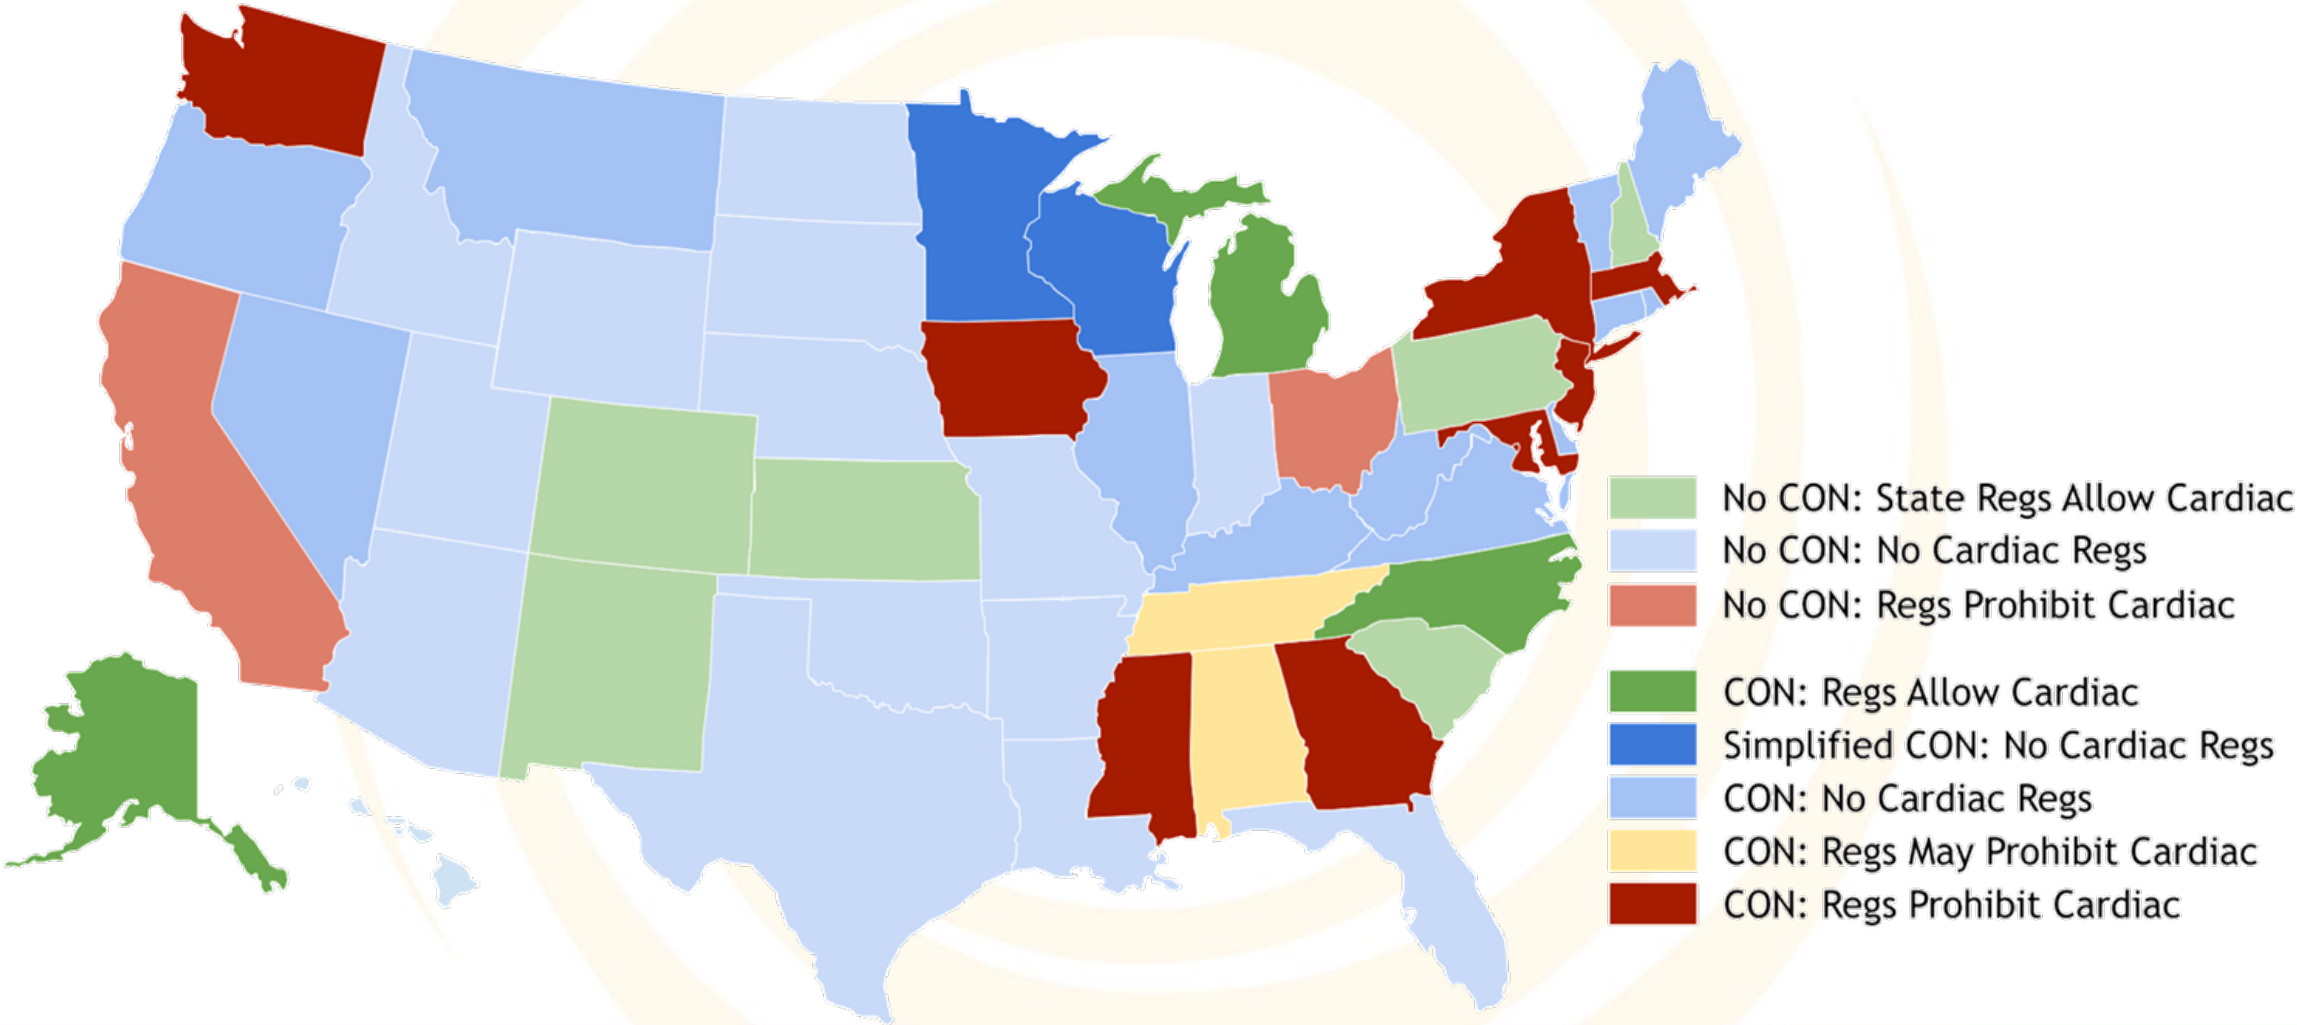 No CON: State Regs Allow Cardiac
No CON: No Cardiac Regs
No CON: Regs Prohibit Cardiac
CON: Regs Allow Cardiac
Simplified CON: No Cardiac Regs
CON: No Cardiac Regs
CON: Regs May Prohibit Cardiac
CON: Regs Prohibit Cardiac